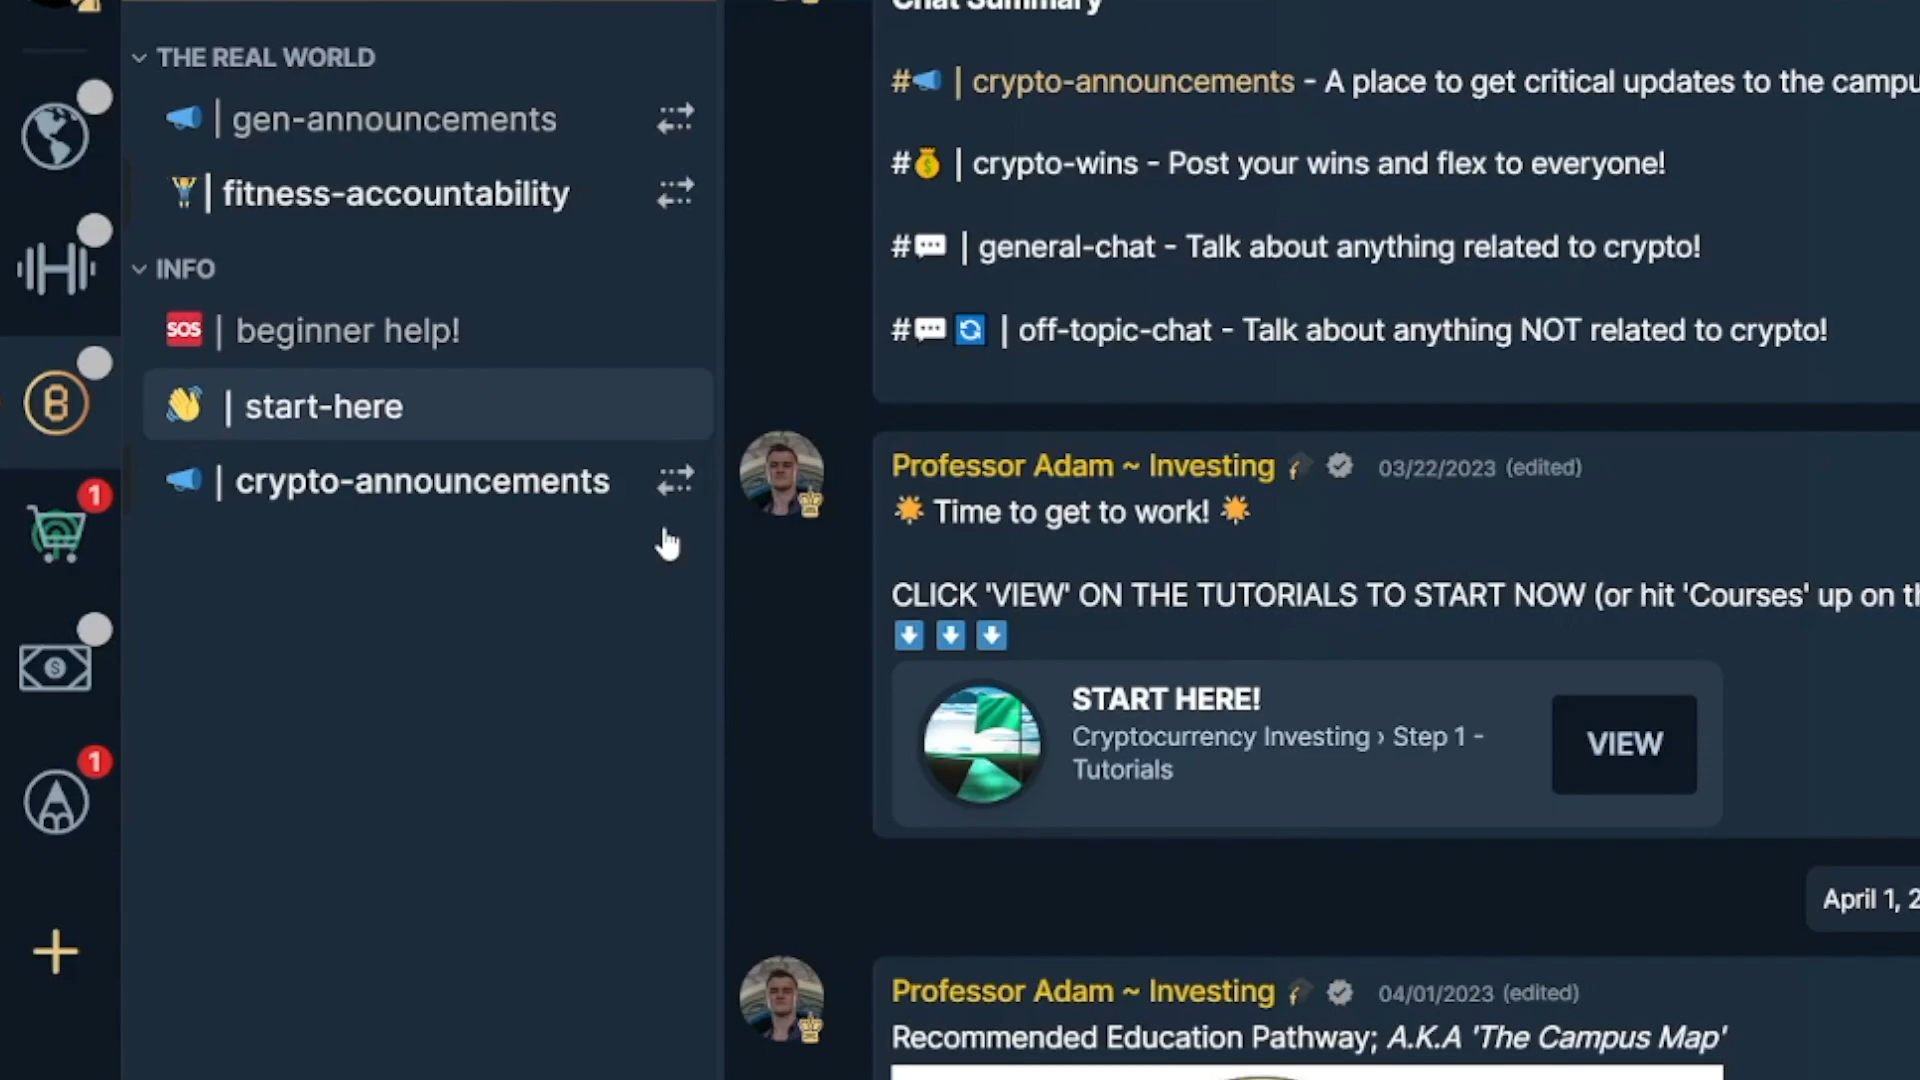 THE REAL WORLD
| gen-announcements
| fitness-accountability
INFO
SOS | beginner help!
| start-here
| crypto-announcements
1
1
Chat Summary
# | crypto-announcements - A place to get critical updates to the campu
# | crypto-wins - Post your wins and flex to everyone!
# | general-chat - Talk about anything related to crypto!
# | off-topic-chat - Talk about anything NOT related to crypto!
Professor Adam ~ Investing 03/22/2023 (edited)
Time to get to work!
CLICK 'VIEW' ON THE TUTORIALS TO START NOW (or hit 'Courses' up on th
START HERE!
Cryptocurrency Investing › Step 1 -
Tutorials
VIEW
April 1, 2
Professor Adam ~ Investing 04/01/2023 (edited)
Recommended Education Pathway; A.K.A 'The Campus Map'